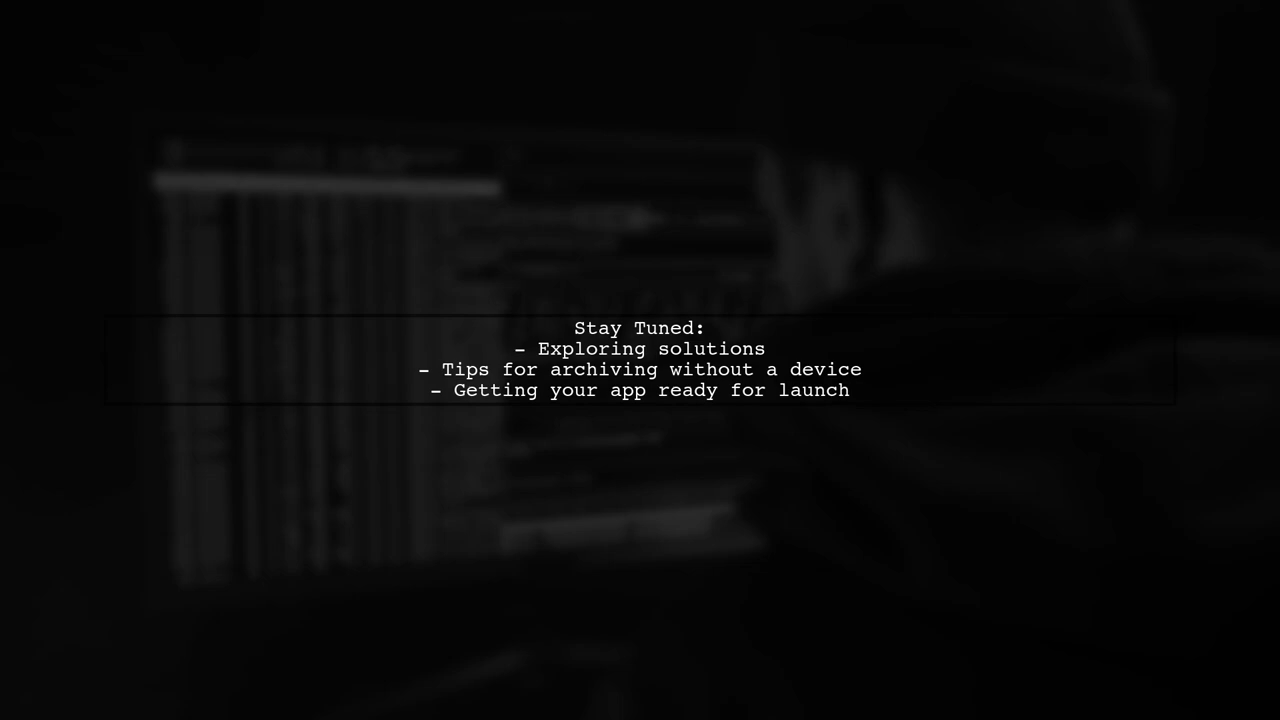 Stay Tuned:
- Exploring solutions
- Tips for archiving without a device
- Getting your app ready for launch